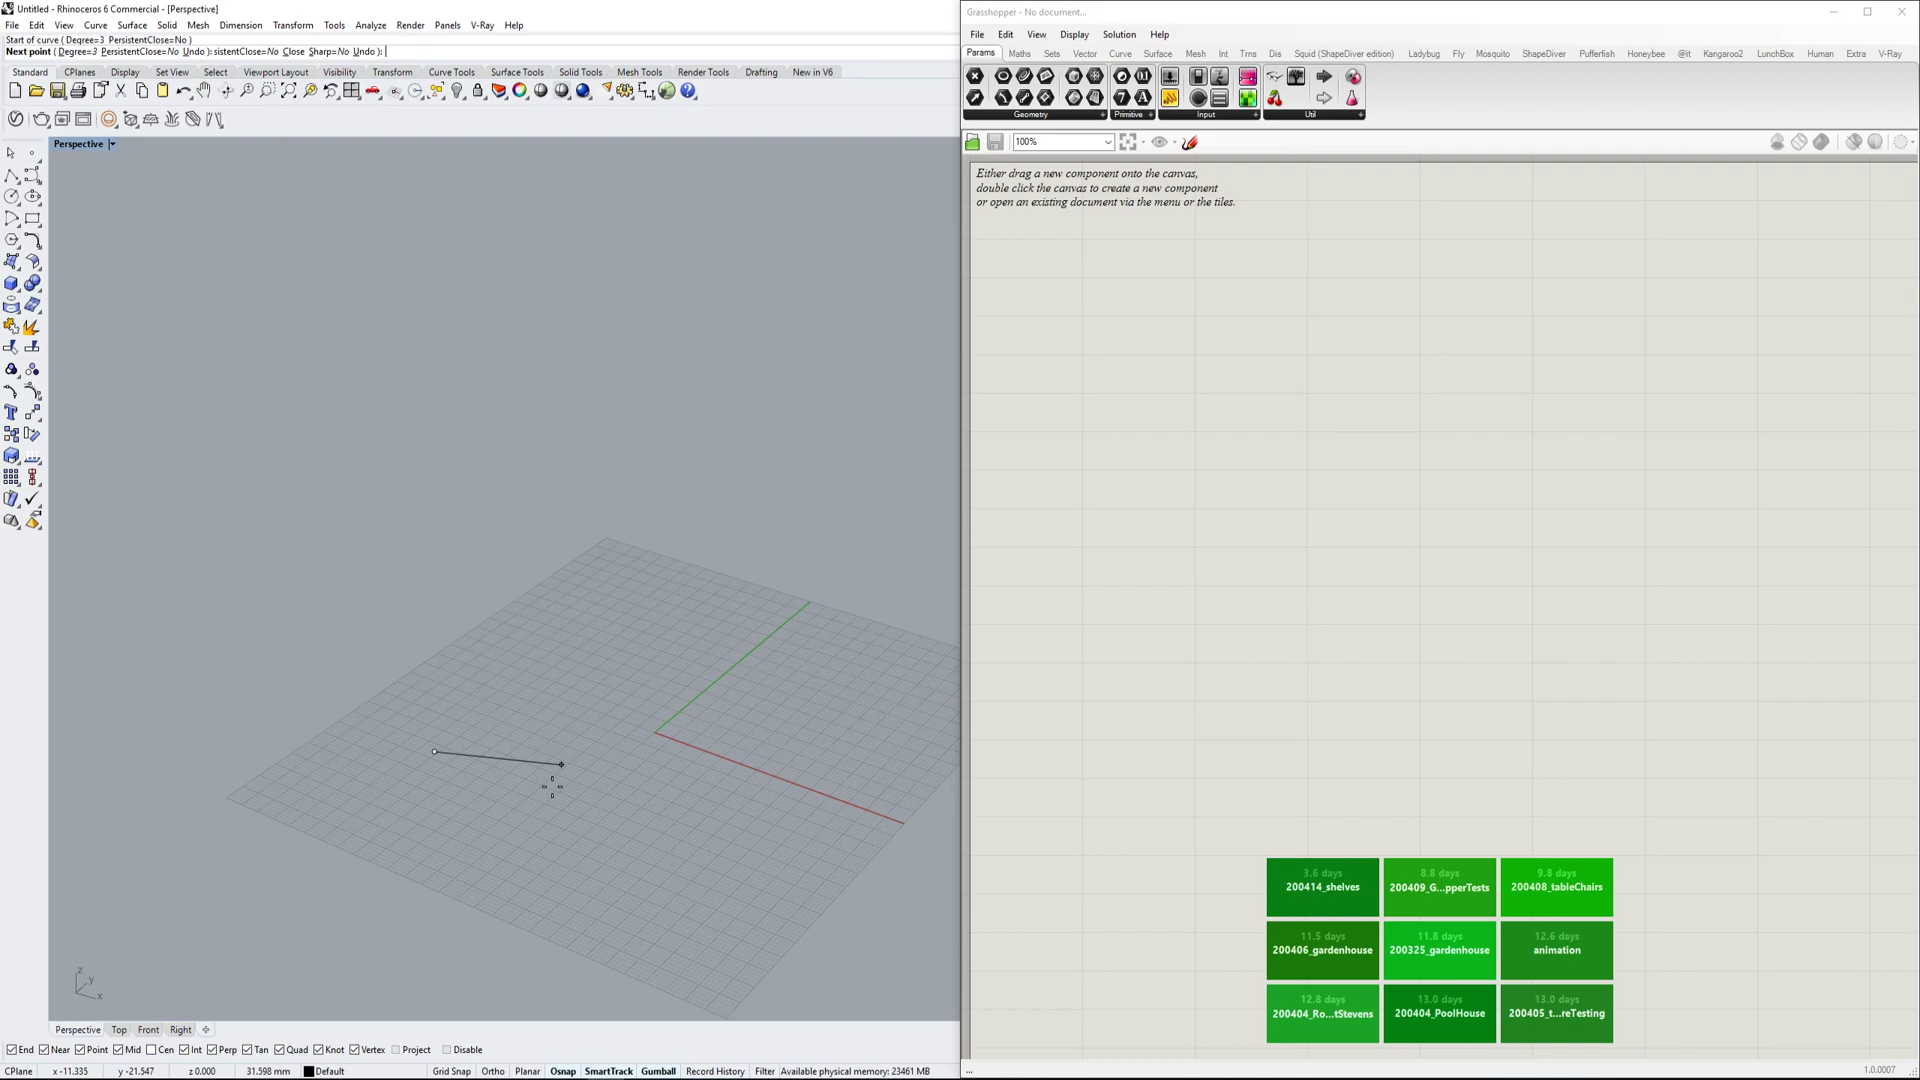 Untitled - Rhinoceros 6 Commercial - [Perspective]
File Edit View Curve Surface Solid Mesh Dimension Transform Tools Analyze Render Panels V-Ray Help
Start of curve ( Degree=3 PersistentClose=No )
Next point ( Degree=3 PersistentClose=No Undo ): sistentClose=No Close Sharp=No Undo ):
Standard CPlanes Display Set View Select Viewport Layout Visibility Transform Curve Tools Surface Tools Solid Tools Mesh Tools Render Tools Drafting New in V6
Perspective
z
y
x
Perspective Top Front Right
End Near Point Mid Cen Int Perp Tan Quad Knot Vertex Project Disable
CPlane x -11.335 y -21.547 z 0.000 31.598 mm Default Grid Snap Ortho Planar Osnap SmartTrack Gumball Record History Filter Available physical memory: 23461 MB
Grasshopper - No document...
File Edit View Display Solution Help
Params Maths Sets Vector Curve Surface Mesh Int Trns Dis Squid (ShapeDiver edition) Ladybug Fly Mosquito ShapeDiver Pufferfish Honeybee @it Kangaroo2 LunchBox Human Extra V-Ray
Geometry Primitive Input Util
100%
Either drag a new component onto the canvas,
double click the canvas to create a new component
or open an existing document via the menu or the tiles.
3.6 days 8.8 days 9.8 days
200414_shelves 200409_G...pperTests 200408_tableChairs
11.5 days 11.8 days 12.6 days
200406_gardenhouse 200325_gardenhouse animation
12.8 days 13.0 days 13.0 days
200404_Ro...tStevens 200404_PoolHouse 200405_t...reTesting
... 1.0.0007